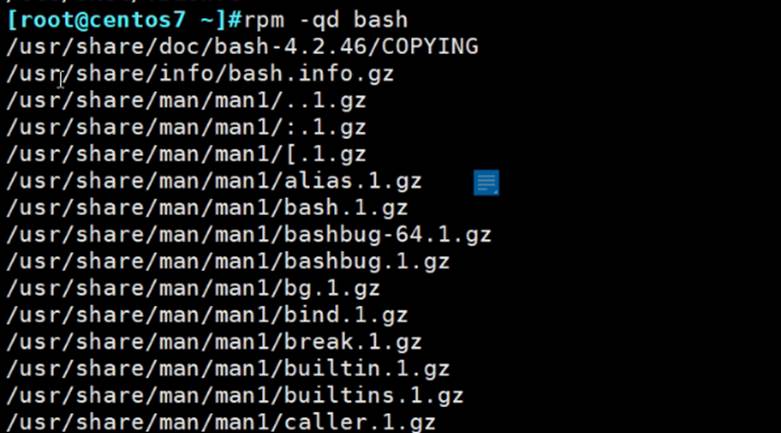 [root@centos7 ~]#rpm -qd bash
/usr/share/doc/bash-4.2.46/COPYING
/usr/share/info/bash.info.gz
/usr/share/man/man1/..1.gz
/usr/share/man/man1/:.1.gz
/usr/share/man/man1/[.1.gz
/usr/share/man/man1/alias.1.gz
/usr/share/man/man1/bash.1.gz
/usr/share/man/man1/bashbug-64.1.gz
/usr/share/man/man1/bashbug.1.gz
/usr/share/man/man1/bg.1.gz
/usr/share/man/man1/bind.1.gz
/usr/share/man/man1/break.1.gz
/usr/share/man/man1/builtin.1.gz
/usr/share/man/man1/builtins.1.gz
/usr/share/man/man1/caller.1.gz